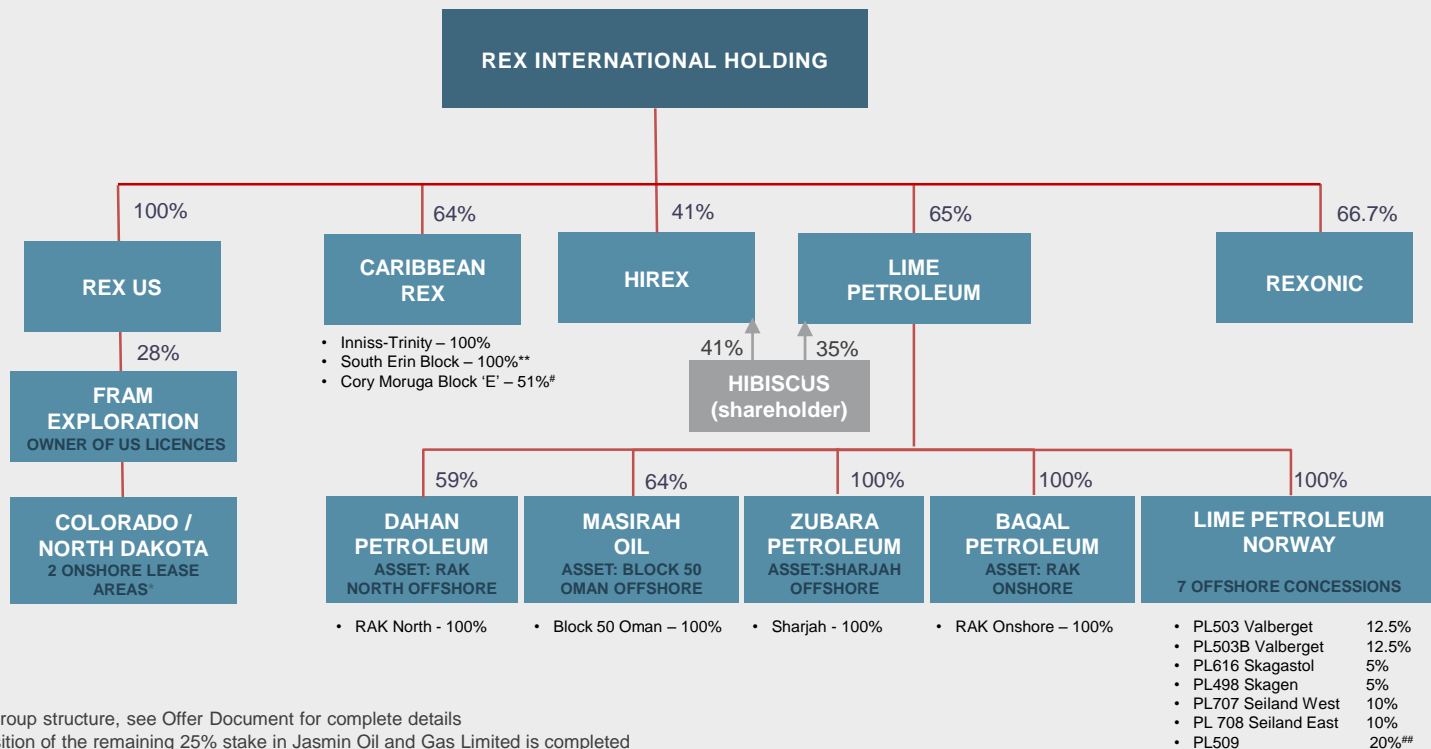 REX INTERNATIONAL HOLDING
100%
64%
41%
65%
66.7%
REX US
CARIBBEAN
REX
HIREX
LIME
PETROLEUM
REXONIC
28%
• Inniss-Trinity – 100%
• South Erin Block – 100%**
• Cory Moruga Block ‘E’ – 51%#
41%
35%
HIBISCUS
(shareholder)
FRAM
EXPLORATION
OWNER OF US LICENCES
59%
64%
100%
100%
100%
COLORADO /
NORTH DAKOTA
2 ONSHORE LEASE
AREAS*
DAHAN
PETROLEUM
ASSET: RAK
NORTH OFFSHORE
MASIRAH
OIL
ASSET: BLOCK 50
OMAN OFFSHORE
ZUBARA
PETROLEUM
ASSET:SHARJAH
OFFSHORE
BAQAL
PETROLEUM
ASSET: RAK
ONSHORE
LIME PETROLEUM
NORWAY
7 OFFSHORE CONCESSIONS
• RAK North - 100%
• Block 50 Oman – 100%
• Sharjah - 100%
• RAK Onshore – 100%
• PL503 Valberget 12.5%
• PL503B Valberget 12.5%
• PL616 Skagastol 5%
• PL498 Skagen 5%
• PL707 Seiland West 10%
• PL 708 Seiland East 10%
• PL509 20%##
structure, see Offer Document for complete details
of the remaining 25% stake in Jasmin Oil and Gas Limited is completed